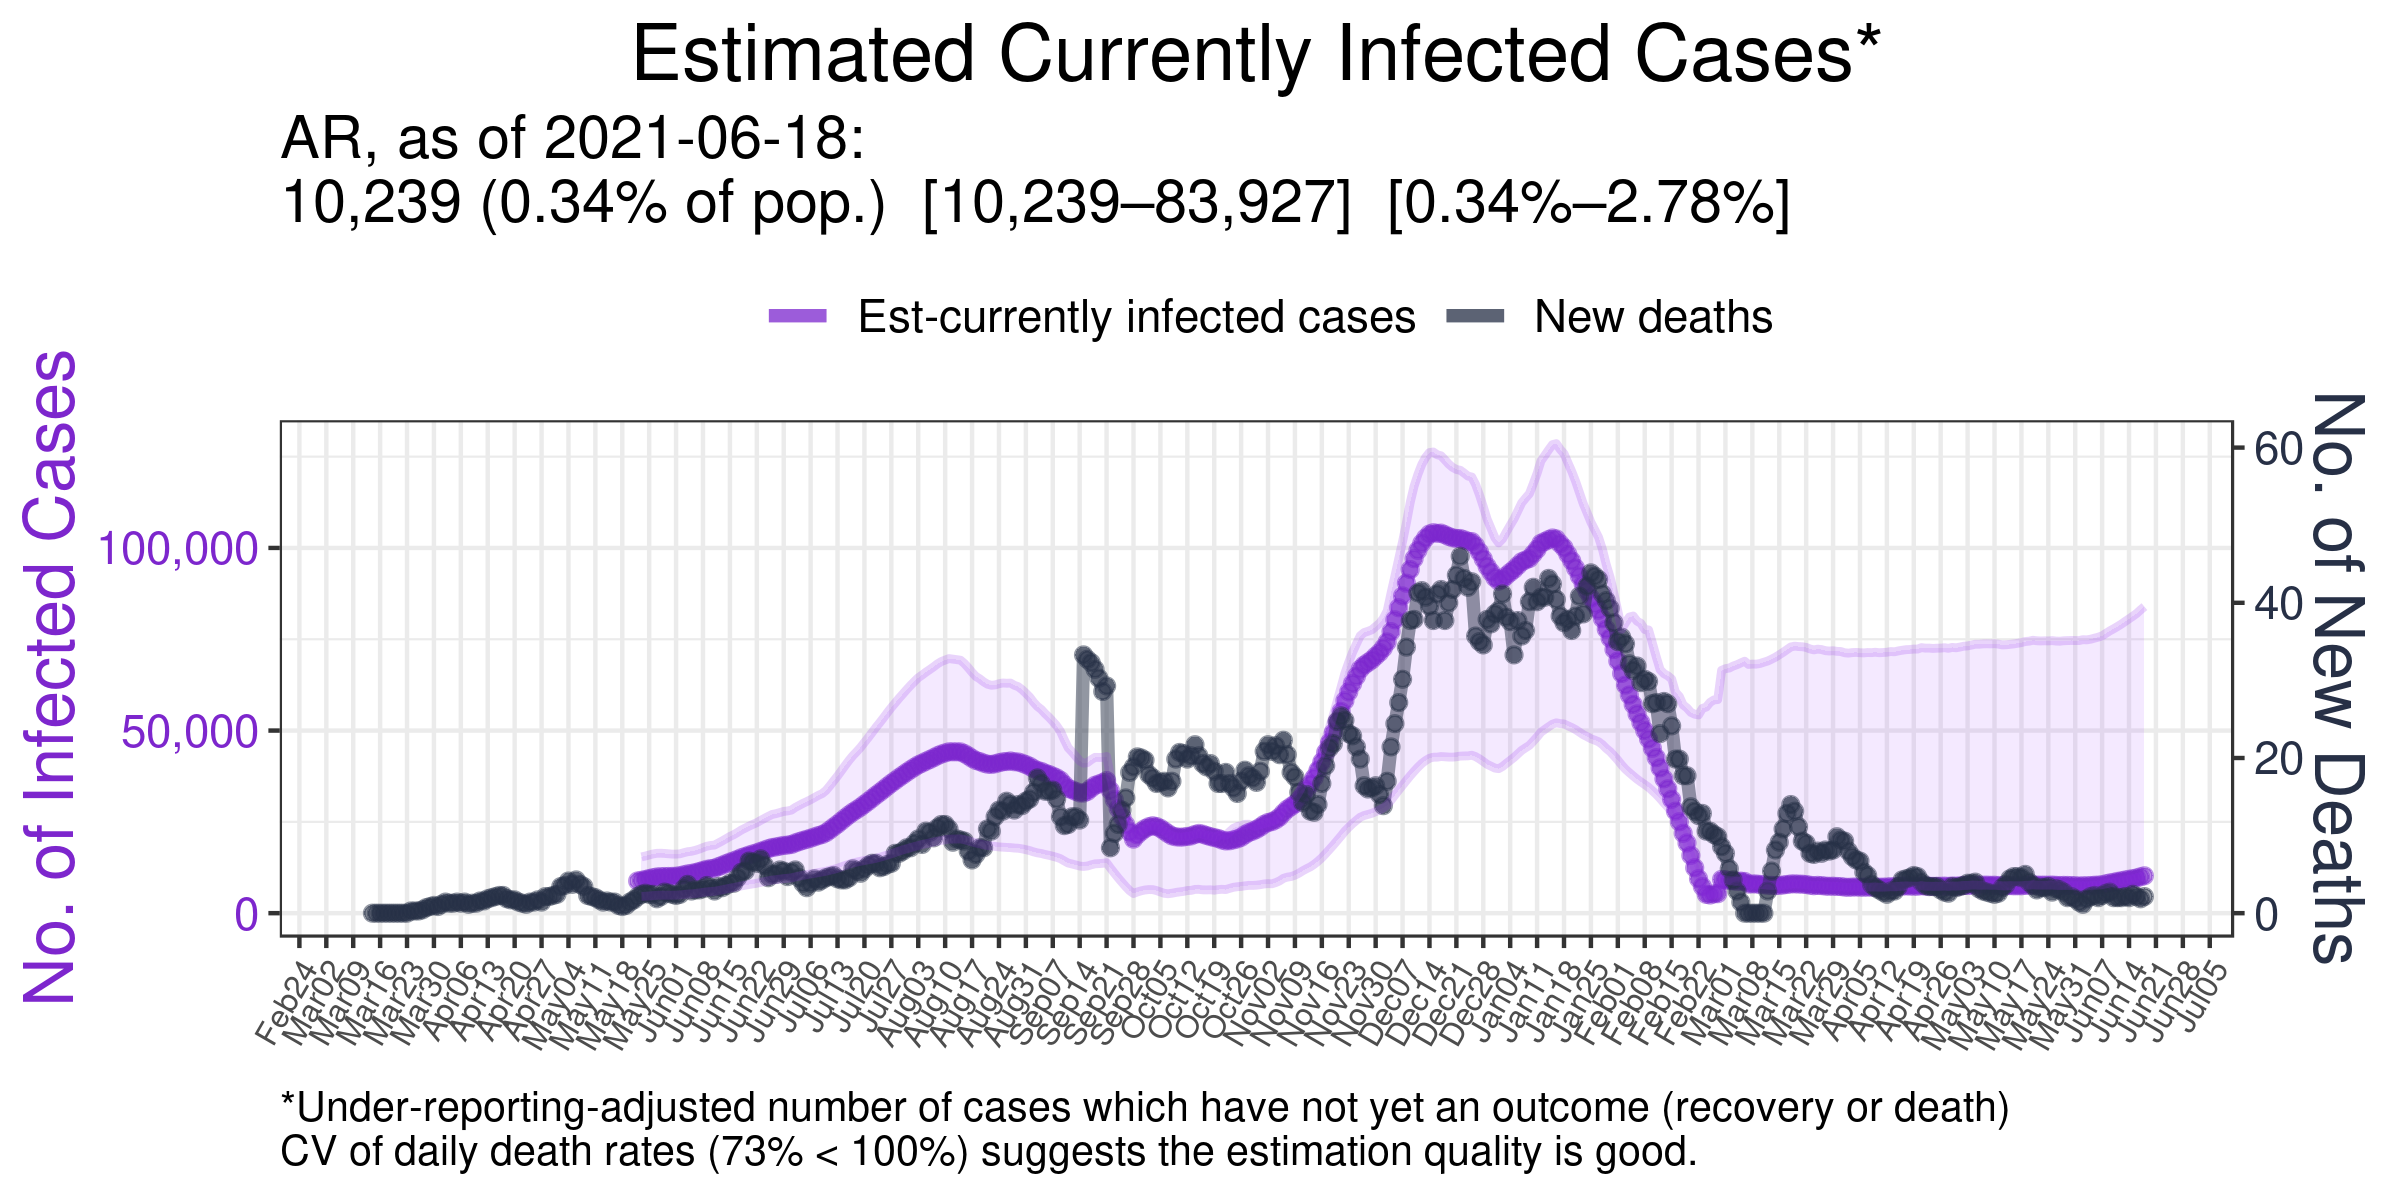 Estimated Currently Infected Cases*
AR, as of 2021-06-18:
10,239 (0.34% of pop.) [10,239–83,927] [0.34%–2.78%]
Est-currently infected cases
New deaths
No. of Infected Cases
100,000
50,000
0
No. of New Deaths
60
40
20
0
Feb24
Mar02
Mar09
Mar16
Mar23
Mar30
Apr06
Apr13
Apr20
Apr27
May04
May11
May18
May25
Jun01
Jun08
Jun15
Jun22
Jun29
Jul06
Jul13
Jul20
Jul27
Aug03
Aug10
Aug17
Aug24
Aug31
Sep07
Sep14
Sep21
Sep28
Oct05
Oct12
Oct19
Oct26
Nov02
Nov09
Nov16
Nov23
Nov30
Dec07
Dec14
Dec21
Dec28
Jan04
Jan11
Jan18
Jan25
Feb01
Feb08
Feb15
Feb22
Mar01
Mar08
Mar15
Mar22
Mar29
Apr05
Apr12
Apr19
Apr26
May03
May10
May17
May24
May31
Jun07
Jun14
Jun21
Jun28
Jul05
*Under-reporting-adjusted number of cases which have not yet an outcome (recovery or death)
CV of daily death rates (73% < 100%) suggests the estimation quality is good.